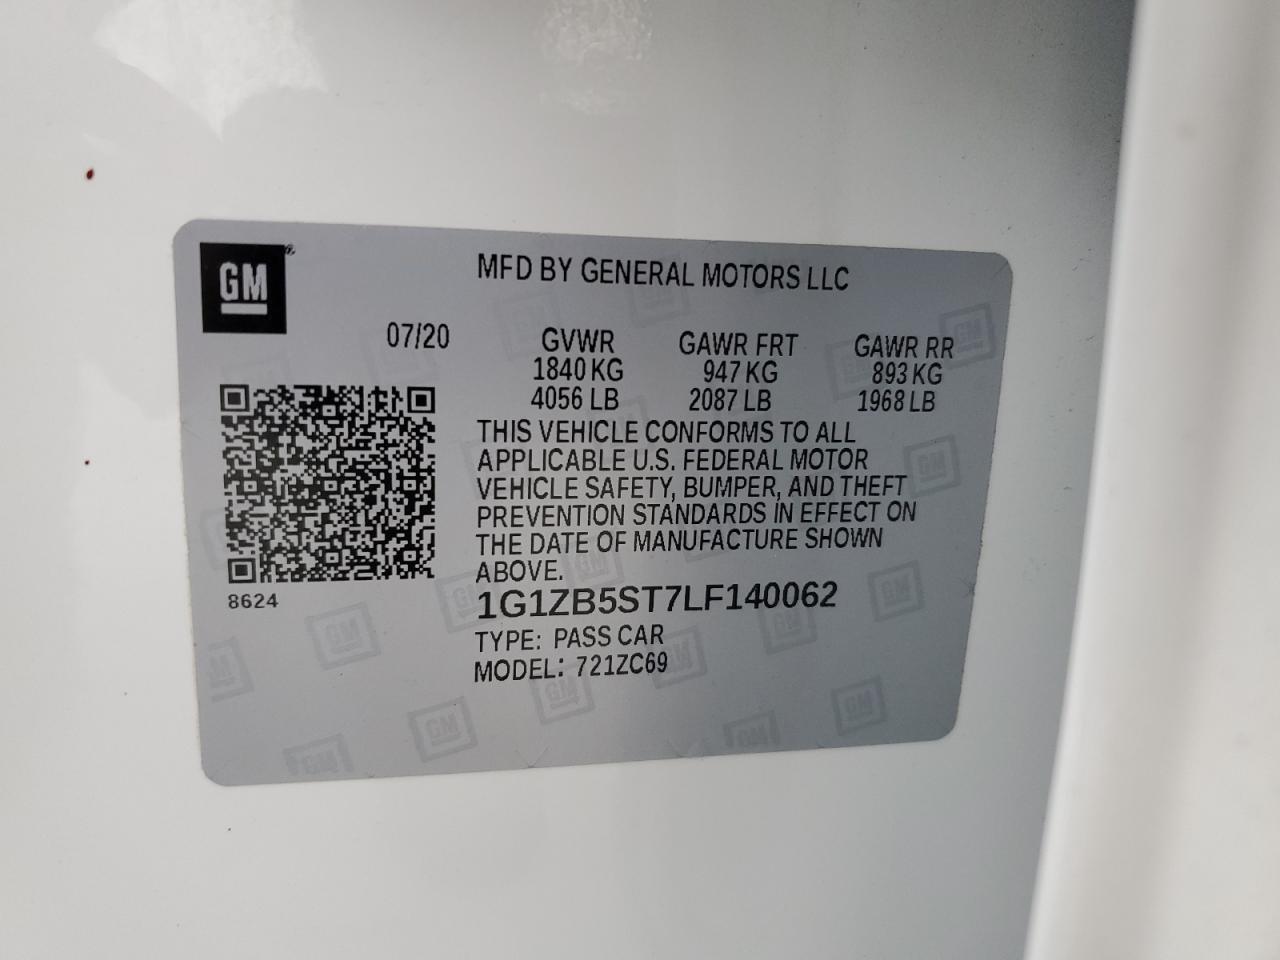 GM®
MFD BY GENERAL MOTORS LLC
07/20
GVWR GAWR FRT GAWR RR
1840 KG 947 KG 893 KG
4056 LB 2087 LB 1968 LB
THIS VEHICLE CONFORMS TO ALL
APPLICABLE U.S. FEDERAL MOTOR
VEHICLE SAFETY, BUMPER, AND THEFT
PREVENTION STANDARDS IN EFFECT ON
THE DATE OF MANUFACTURE SHOWN
ABOVE.
8624
1G1ZB5ST7LF140062
TYPE: PASS CAR
MODEL: 721ZC69